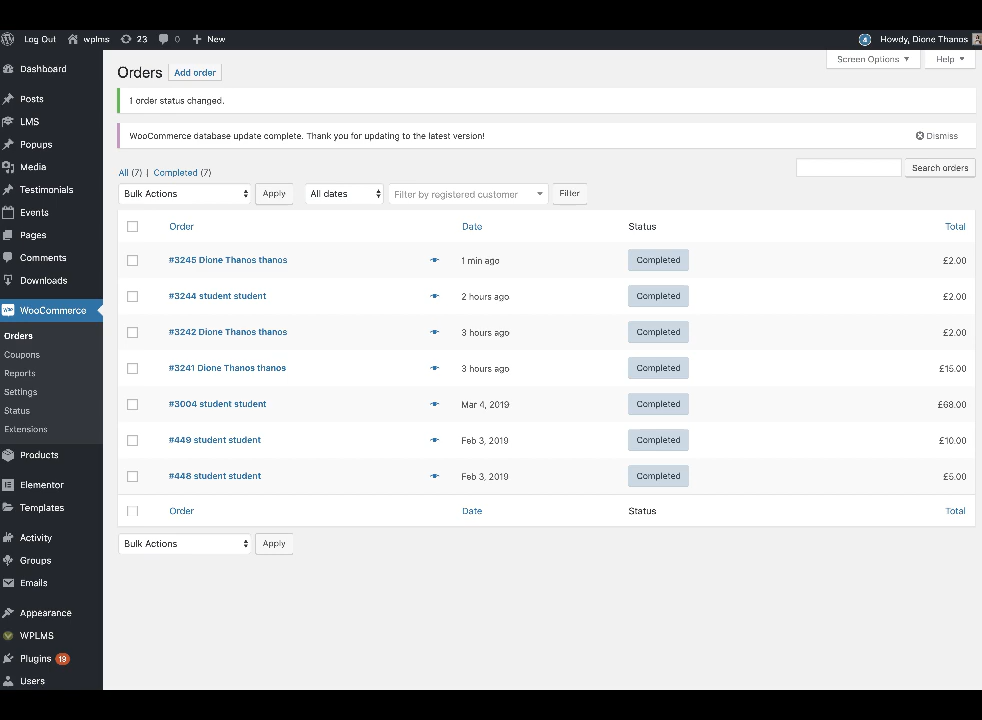 Log Out wplms 23 0 New Howdy, Dione Thanos
Screen Options Help
Dashboard
Posts
LMS
Popups
Media
Testimonials
Events
Pages
Comments
Downloads
WooCommerce
Orders
Coupons
Reports
Settings
Status
Extensions
Products
Elementor
Templates
Activity
Groups
Emails
Appearance
WPLMS
Plugins 19
Users
Orders Add order
1 order status changed.
WooCommerce database update complete. Thank you for updating to the latest version! Dismiss
All (7) | Completed (7)
Search orders
Bulk Actions Apply All dates Filter by registered customer Filter
Order Date Status Total
#3245 Dione Thanos thanos 1 min ago Completed £2.00
#3244 student student 2 hours ago Completed £2.00
#3242 Dione Thanos thanos 3 hours ago Completed £2.00
#3241 Dione Thanos thanos 3 hours ago Completed £15.00
#3004 student student Mar 4, 2019 Completed £68.00
#449 student student Feb 3, 2019 Completed £10.00
#448 student student Feb 3, 2019 Completed £5.00
Order Date Status Total
Bulk Actions Apply